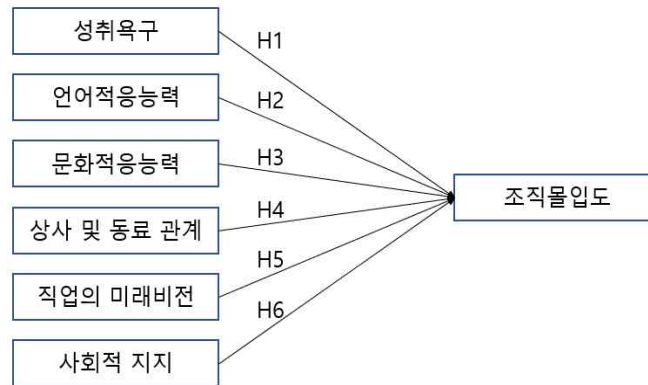 성취욕구
H1
언어적응능력
H2
문화적응능력
H3
조직몰입도
상사 및 동료 관계
H4
직업의 미래비전
H5
사회적 지지
H6